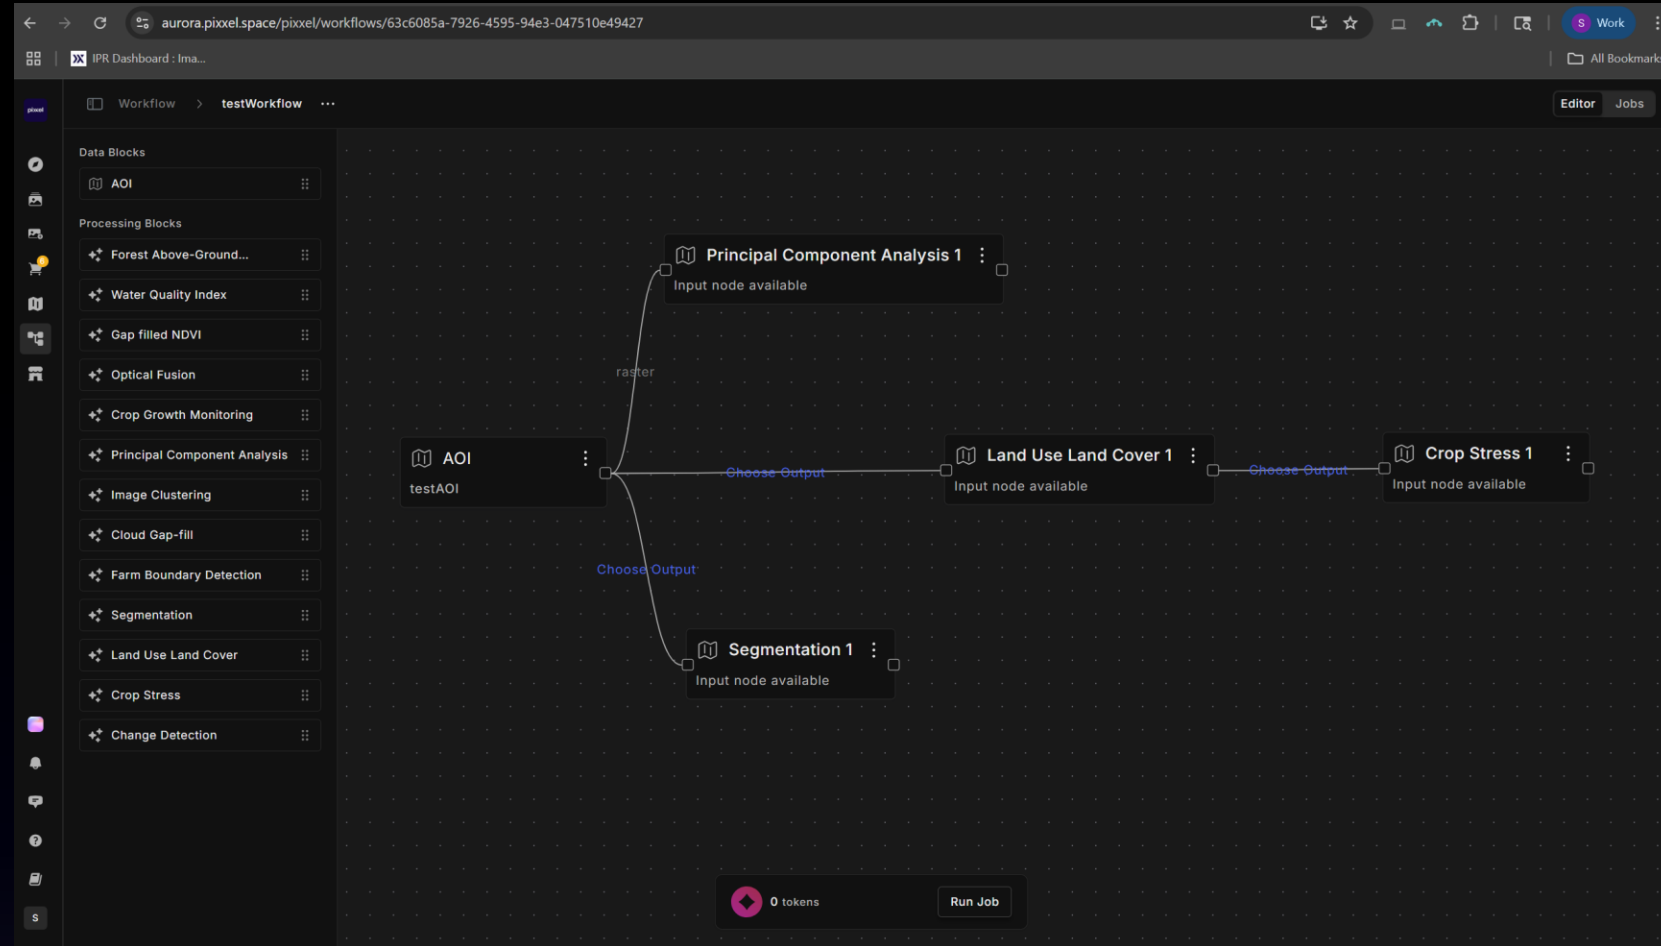 aurora.pixxel.space/pixxel/workflows/63c6085a-7926-4595-94e3-047510e49427
S Work
IPR Dashboard : Ima...
All Bookmarks
pixxel
Workflow > testWorkflow ...
Editor Jobs
Data Blocks
AOI
Processing Blocks
Forest Above-Ground...
Water Quality Index
Gap filled NDVI
Optical Fusion
Crop Growth Monitoring
Principal Component Analysis
Image Clustering
Cloud Gap-fill
Farm Boundary Detection
Segmentation
Land Use Land Cover
Crop Stress
Change Detection
6
S
Principal Component Analysis 1
Input node available
raster
AOI
testAOI
Choose Output
Land Use Land Cover 1
Input node available
Choose Output
Crop Stress 1
Input node available
Choose Output
Segmentation 1
Input node available
0 tokens
Run Job